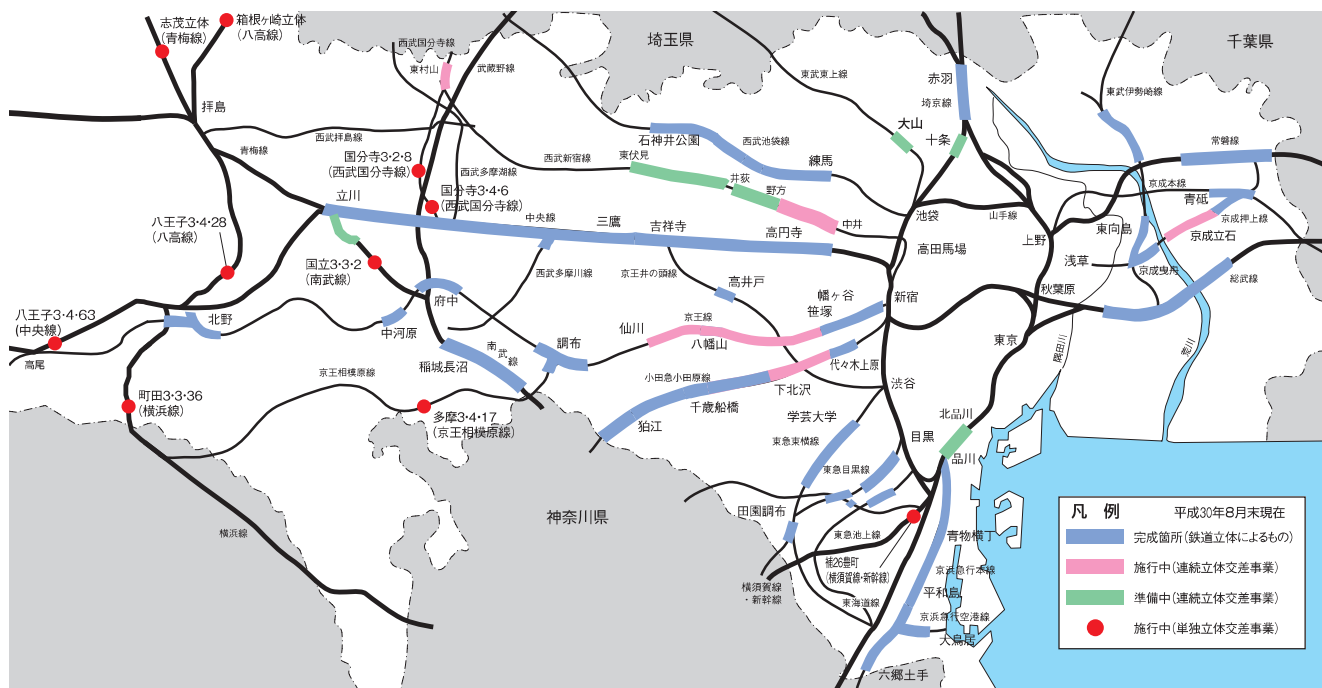 志茂立体
(青梅線)
箱根ヶ崎立体
(八高線)
西武国分寺線
東村山
武蔵野線
埼玉県
千葉県
東武東上線
赤羽
埼京線
東武伊勢崎線
拝島
大山
十条
西武拝島線
青梅線
石神井公園
西武池袋線
練馬
常磐線
国分寺3・2・8
(西武国分寺線)
西武多摩湖線
西武新宿線
東伏見
井荻
野方
中井
京成本線
青砥
国分寺3・4・6
(西武国分寺線)
立川
中央線
三鷹
吉祥寺
高円寺
池袋
山手線
高田馬場
上野
東向島
京成押上線
京成立石
八王子3・4・28
(八高線)
国立3・3・2
(南武線)
西武多摩川線
京王井の頭線
高井戸
浅草
京成曳舟
総武線
秋葉原
八王子3・4・63
(中央線)
北野
府中
中河原
幡ヶ谷
笹塚
新宿
仙川
京王線
八幡山
東京
隅田川
荒川
高尾
稲城長沼
南武線
調布
代々木上原
京王相模原線
小田急小田原線
下北沢
千歳船橋
渋谷
町田3・3・36
(横浜線)
多摩3・4・17
(京王相模原線)
狛江
学芸大学
北品川
目黒
品川
東急東横線
東急目黒線
神奈川県
横浜線
田園調布
東急池上線
青物横丁
補26豊町
(横須賀線・新幹線)
横須賀線
・新幹線
京浜急行本線
東海道線
平和島
京浜急行空港線
大鳥居
六郷土手
凡 例
平成30年8月末現在
完成箇所(鉄道立体によるもの)
施行中(連続立体交差事業)
準備中(連続立体交差事業)
施行中(単独立体交差事業)